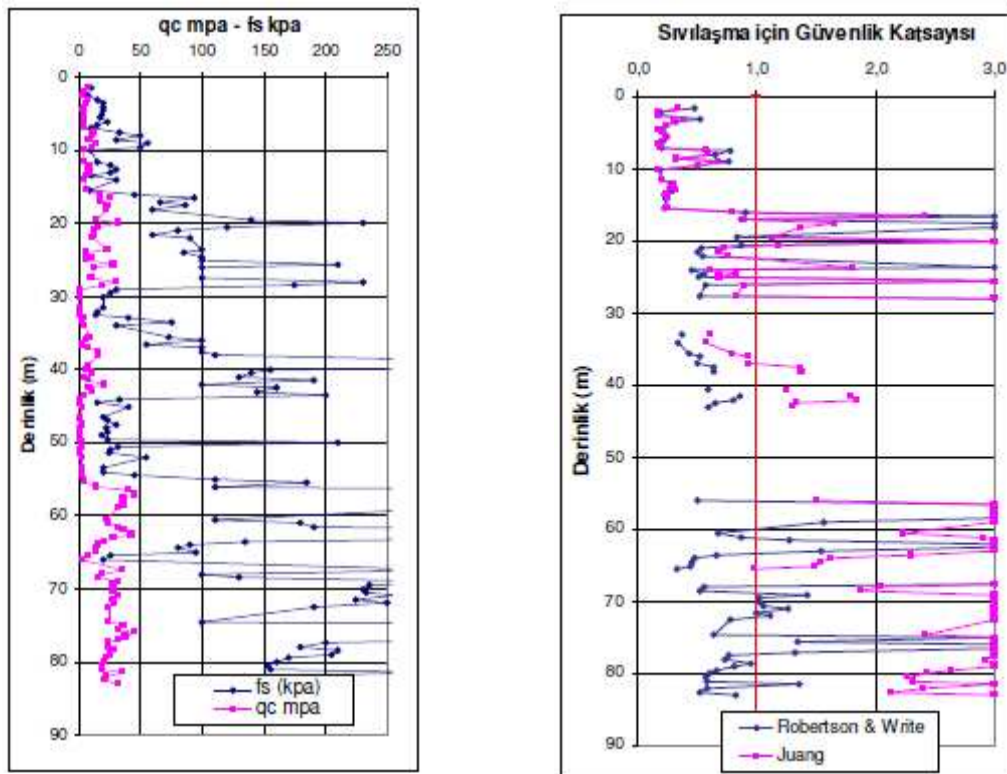 qc mpa - fs kpa
0 50 100 150 200 250
0
10
20
30
40
50
60
70
80
90
Derinlik (m)
fs (kpa)
qc mpa
Sıvılaşma için Güvenlik Katsayısı
0,0 1,0 2,0 3,0
0
10
20
30
40
50
60
70
80
90
Derinlik (m)
Robertson & Write
Juang